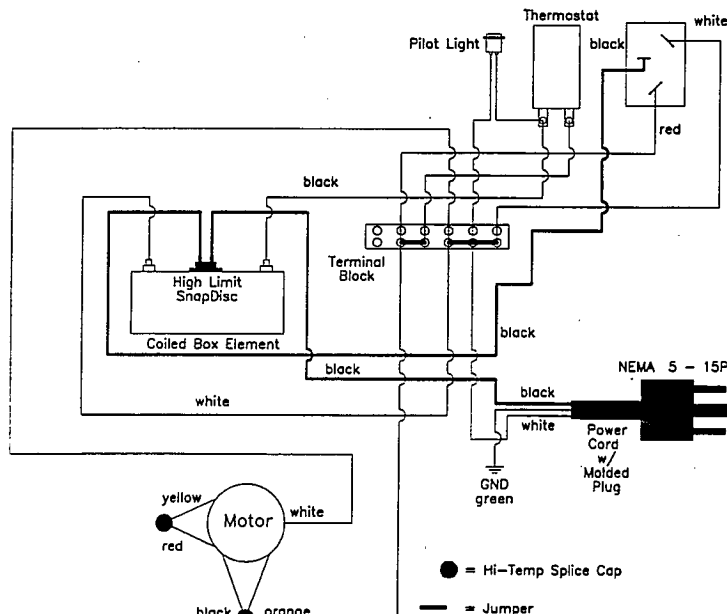 Thermostat
white
Pilot Light
black
red
black
Terminal
Block
High Limit
SnapDisc
Coiled Box Element
black
black
NEMA 5 - 15P
black
white
white
Power
Cord
w/
Molded
Plug
GND
green
yellow
Motor
white
red
= Hi-Temp Splice Cap
black
orange
= Jumper